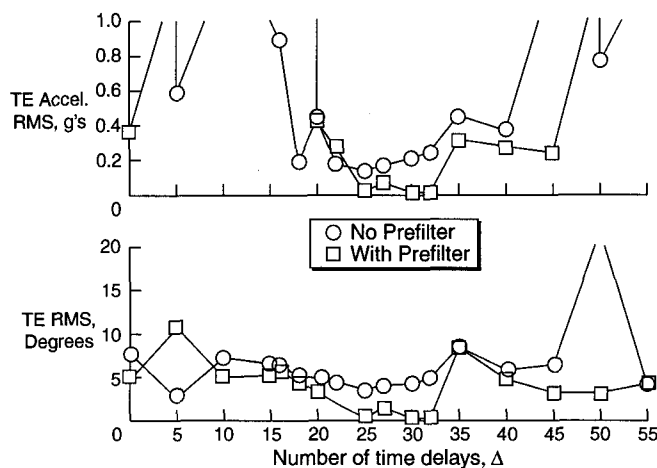 1.0
0.8
TE Accel. 0.6
RMS, g's
0.4
0.2
0
No Prefilter
With Prefilter
20
15
TE RMS, 10
Degrees
5
0 5 10 15 20 25 30 35 40 45 50 55
Number of time delays, Δ